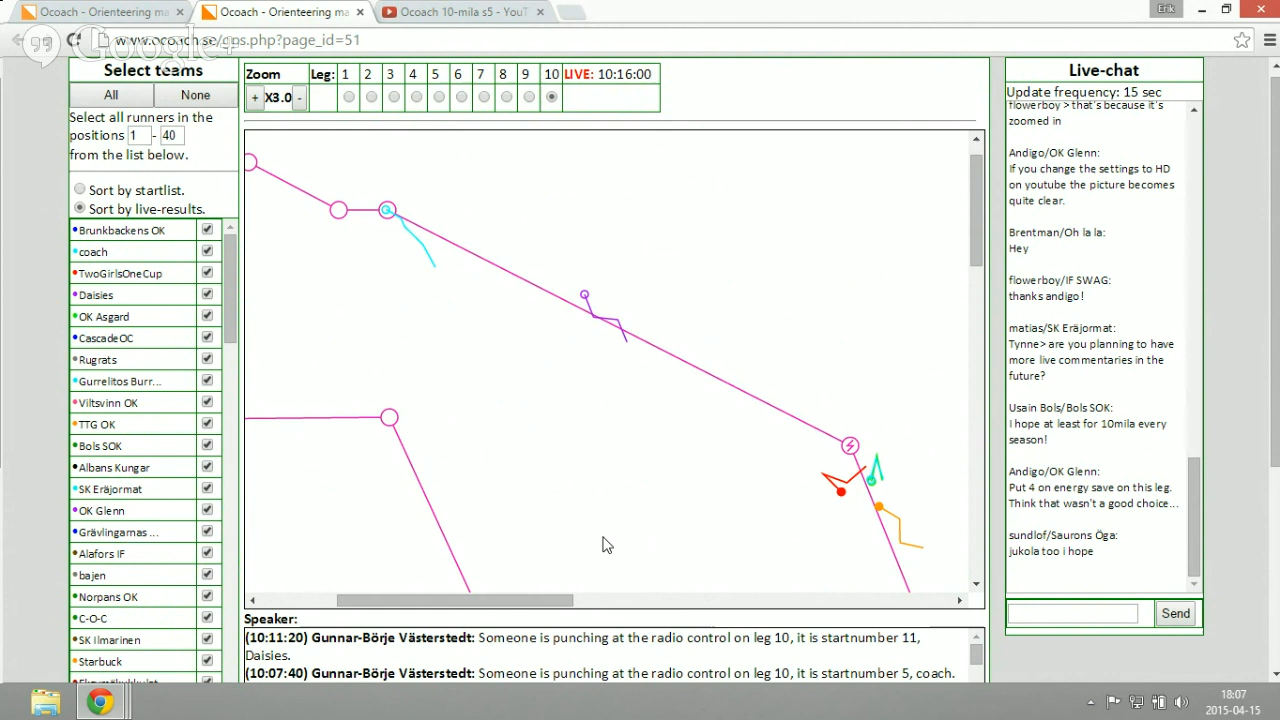 Ocoach - Orienteering ma
Ocoach - Orienteering ma
Ocoach 10-mila s5 - YouT
Erik
Google+
page_id=51
Select teams
All
None
Select all runners in the
positions 1 - 40
from the list below.
Sort by startlist.
Sort by live-results.
Brunkbackens OK
coach
TwoGirlsOneCup
Daisies
OK Asgard
CascadeOC
Rugrats
Gurrelitos Burr...
Viltsvinn OK
TTG OK
Bols SOK
Albans Kungar
SK Eräjormat
OK Glenn
Grävlingarnas ...
Alafors IF
bajen
Norpans OK
C-O-C
SK Ilmarinen
Starbuck
Zoom
Leg: 1 2 3 4 5 6 7 8 9 10
LIVE: 10:16:00
+ X3.0 -
Speaker:
(10:11:20) Gunnar-Börje Västerstedt: Someone is punching at the radio control on leg 10, it is startnumber 11,
Daisies.
(10:07:40) Gunnar-Börje Västerstedt: Someone is punching at the radio control on leg 10, it is startnumber 5, coach.
Live-chat
Update frequency: 15 sec
flowerboy > that's because it's
zoomed in
Andigo/OK Glenn:
If you change the settings to HD
on youtube the picture becomes
quite clear.
Brentman/Oh la la:
Hey
flowerboy/IF SWAG:
thanks andigo!
matias/SK Eräjormat:
Tynne> are you planning to have
more live commentaries in the
future?
Usain Bols/Bols SOK:
I hope at least for 10mila every
season!
Andigo/OK Glenn:
Put 4 on energy save on this leg.
Think that wasn't a good choice...
sundlof/Saurons Öga:
jukola too i hope
Send
18:07
2015-04-15